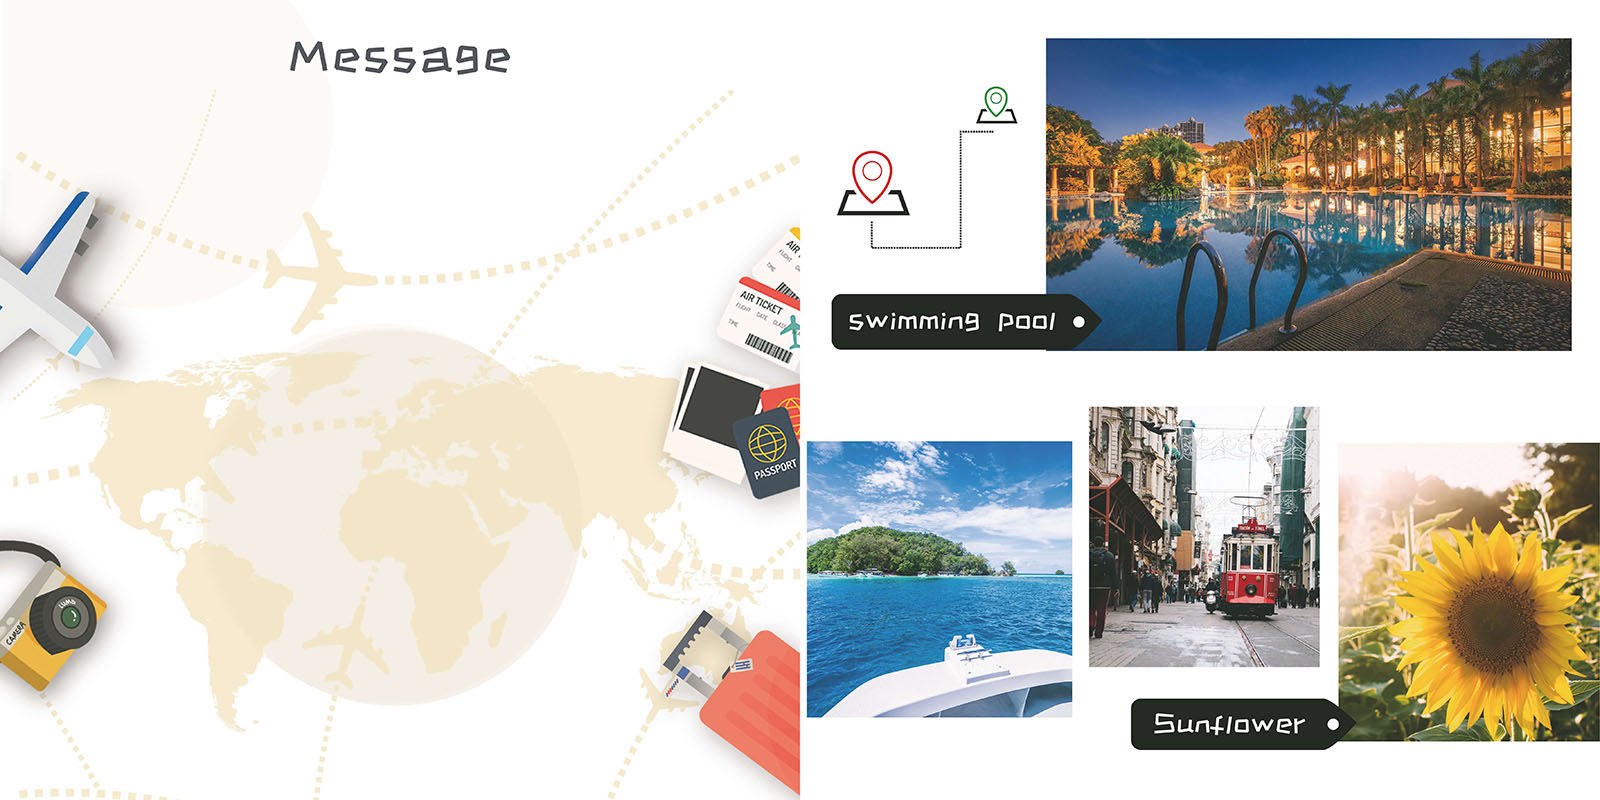 Message
AIR
FLIGHT
TIME
AIR TICKET
FLIGHT DATE CLASS
TIME
PASSPORT
LUMO
CAMERA
swimming pool
Sunflower